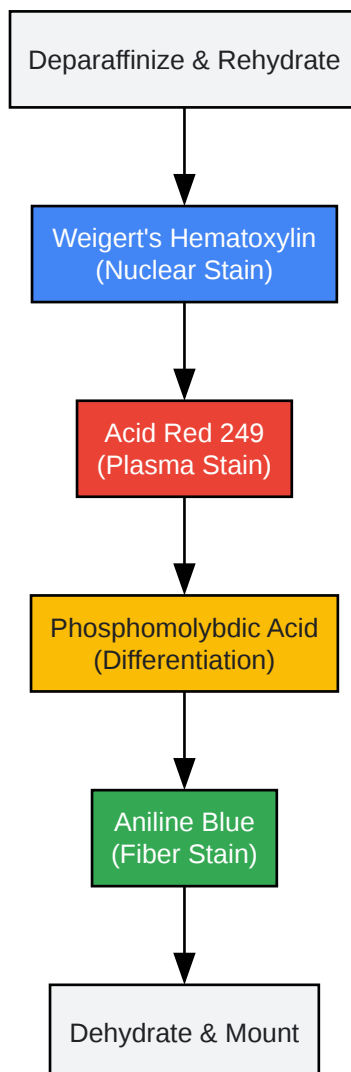 Deparaffinize & Rehydrate
Weigert's Hematoxylin
(Nuclear Stain)
Acid Red 249
(Plasma Stain)
Phosphomolybdic Acid
(Differentiation)
Aniline Blue
(Fiber Stain)
Dehydrate & Mount